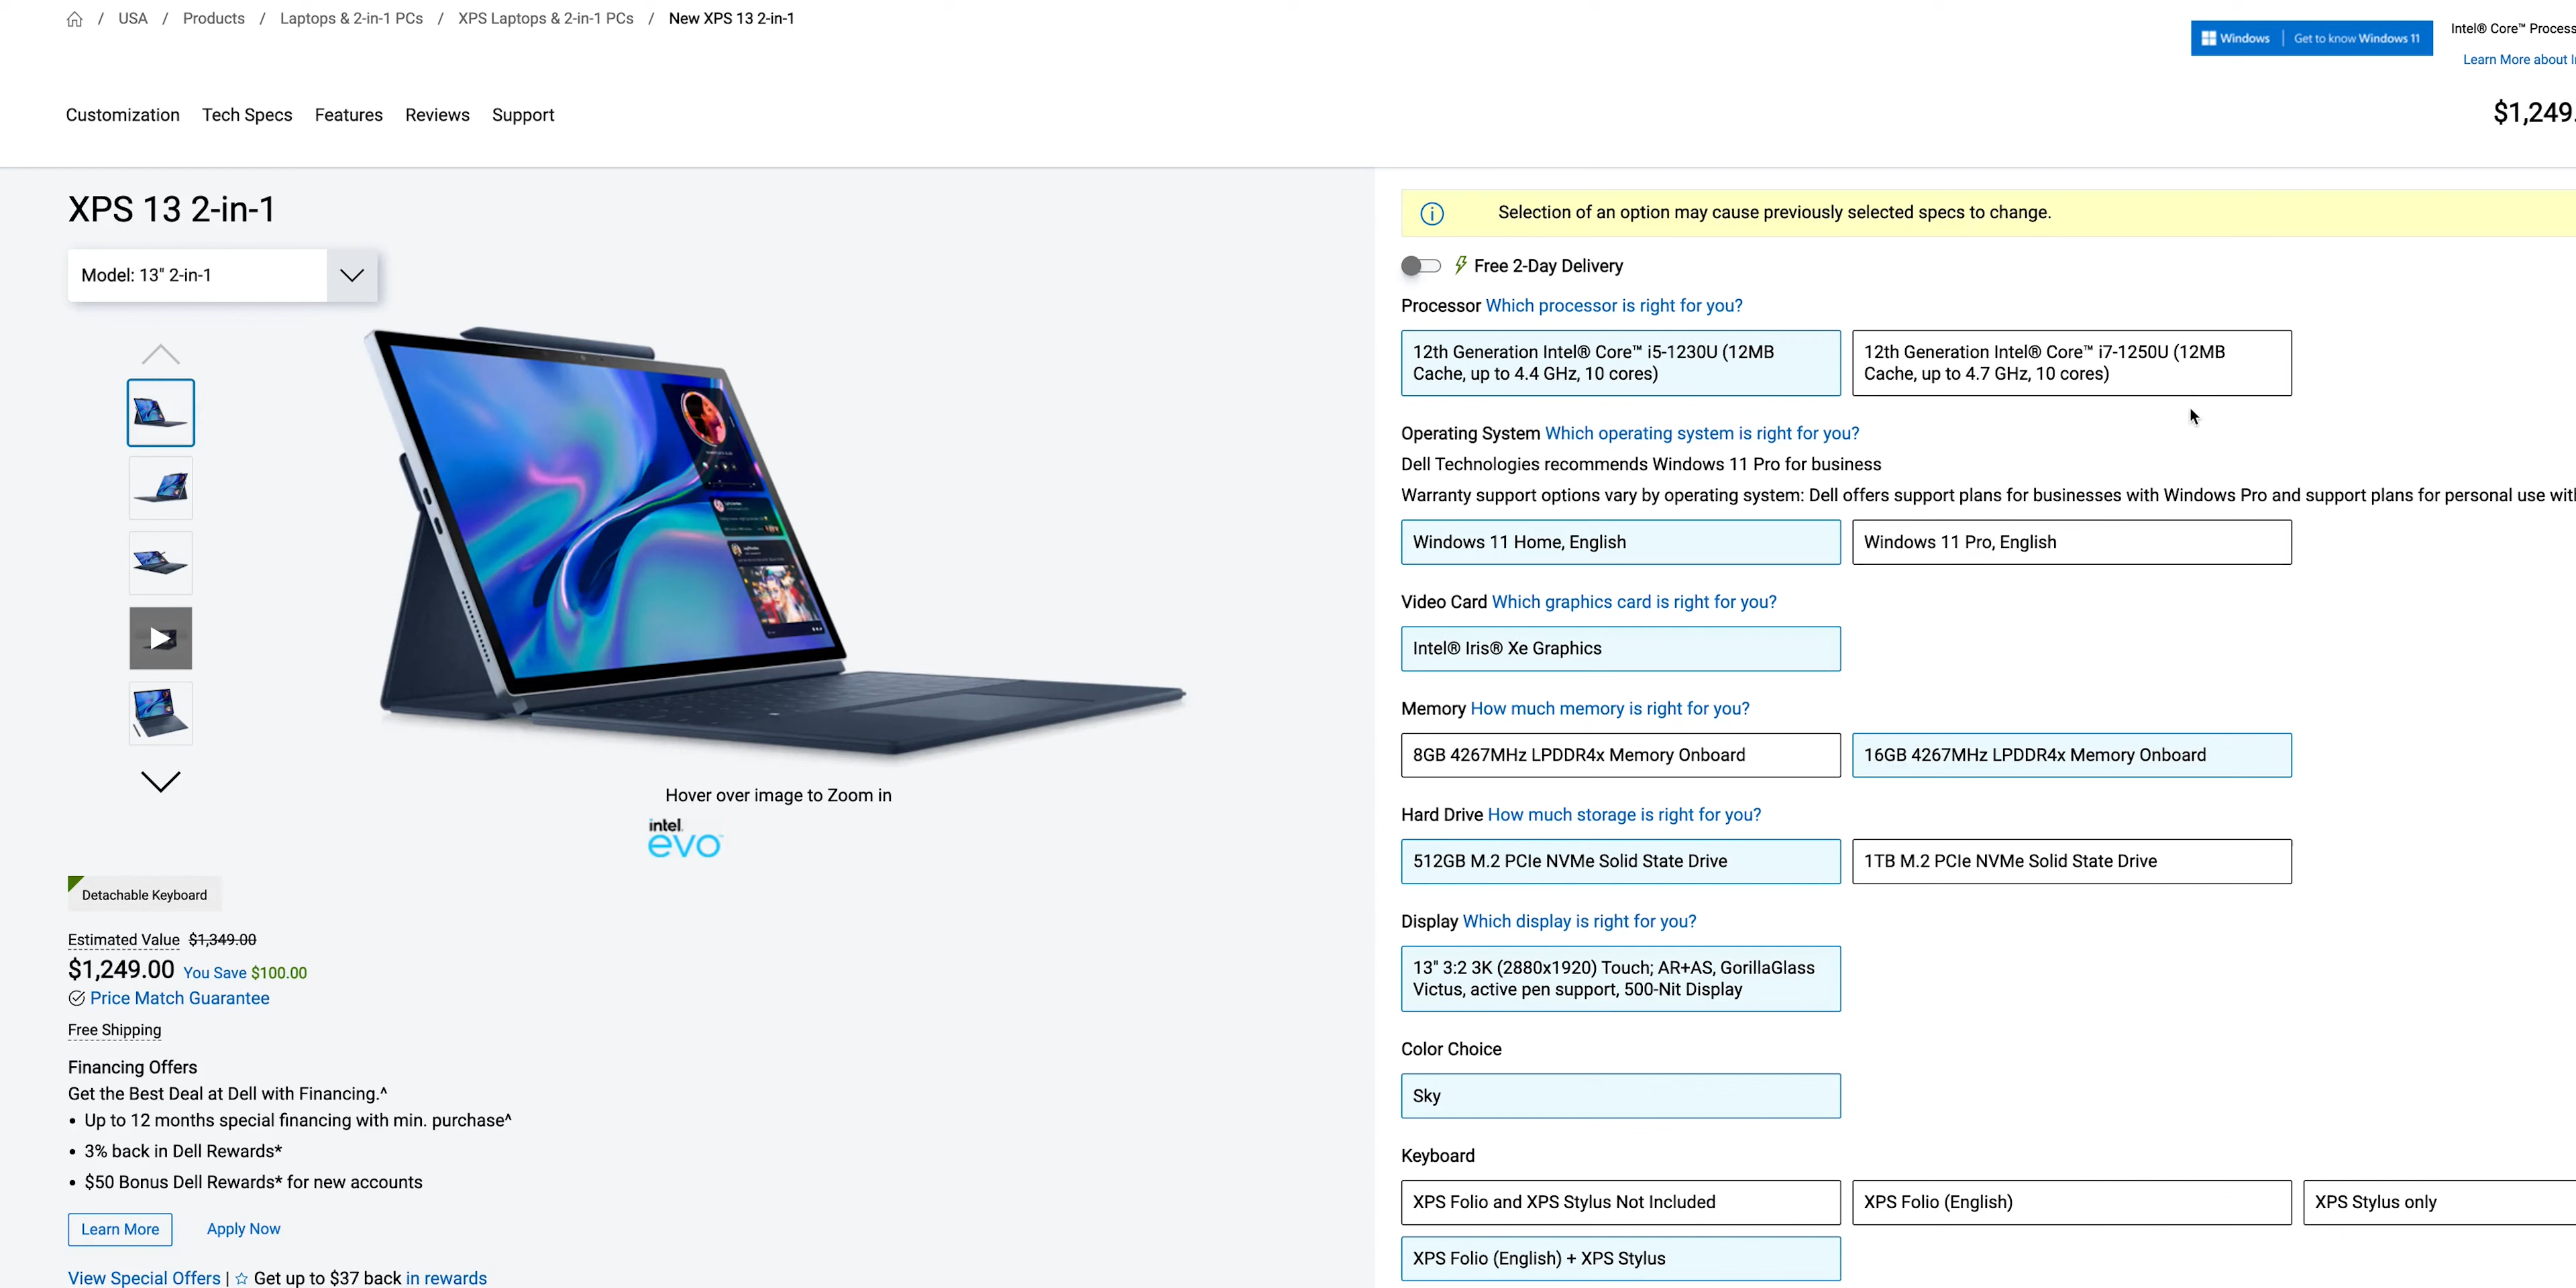 / USA / Products / Laptops & 2-in-1 PCs / XPS Laptops & 2-in-1 PCs / New XPS 13 2-in-1
Windows | Get to know Windows 11
Intel® Core™ Process
Learn More about I
Customization Tech Specs Features Reviews Support
$1,249.
XPS 13 2-in-1
Model: 13" 2-in-1
Hover over image to Zoom in
intel
evo
Detachable Keyboard
Estimated Value $1,349.00
$1,249.00 You Save $100.00
Price Match Guarantee
Free Shipping
Financing Offers
Get the Best Deal at Dell with Financing.^
• Up to 12 months special financing with min. purchase^
• 3% back in Dell Rewards*
• $50 Bonus Dell Rewards* for new accounts
Learn More Apply Now
View Special Offers | ☆ Get up to $37 back in rewards
Selection of an option may cause previously selected specs to change.
Free 2-Day Delivery
Processor Which processor is right for you?
12th Generation Intel® Core™ i5-1230U (12MB
Cache, up to 4.4 GHz, 10 cores)
12th Generation Intel® Core™ i7-1250U (12MB
Cache, up to 4.7 GHz, 10 cores)
Operating System Which operating system is right for you?
Dell Technologies recommends Windows 11 Pro for business
Warranty support options vary by operating system: Dell offers support plans for businesses with Windows Pro and support plans for personal use wit
Windows 11 Home, English
Windows 11 Pro, English
Video Card Which graphics card is right for you?
Intel® Iris® Xe Graphics
Memory How much memory is right for you?
8GB 4267MHz LPDDR4x Memory Onboard
16GB 4267MHz LPDDR4x Memory Onboard
Hard Drive How much storage is right for you?
512GB M.2 PCIe NVMe Solid State Drive
1TB M.2 PCIe NVMe Solid State Drive
Display Which display is right for you?
13" 3:2 3K (2880x1920) Touch; AR+AS, GorillaGlass
Victus, active pen support, 500-Nit Display
Color Choice
Sky
Keyboard
XPS Folio and XPS Stylus Not Included
XPS Folio (English)
XPS Stylus only
XPS Folio (English) + XPS Stylus